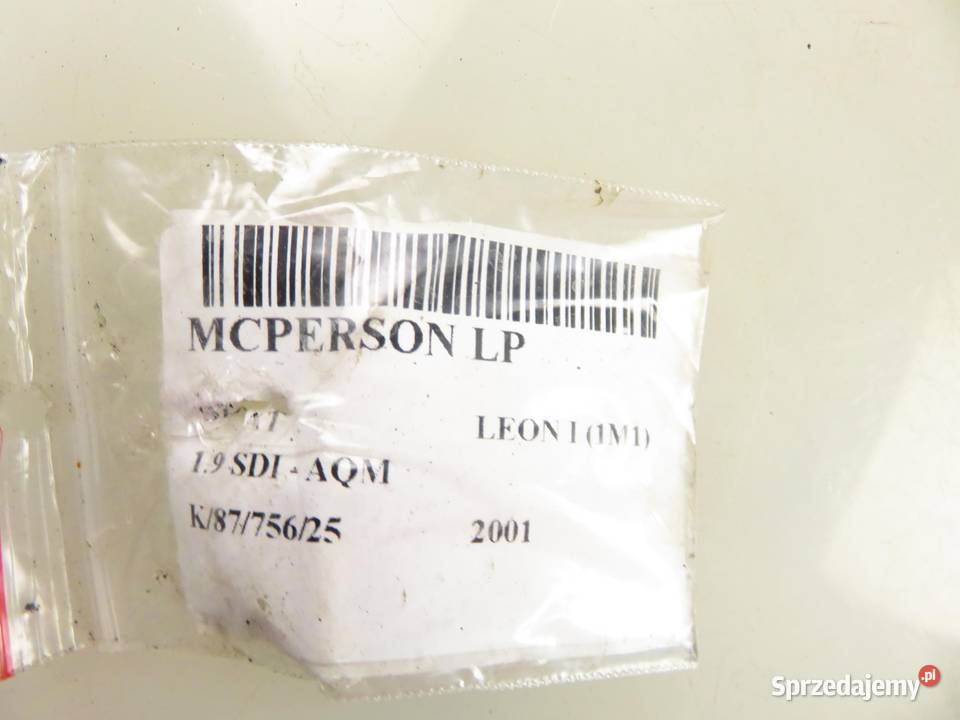 MCPERSON LP
LEON I (1M1)
1.9 SDI - AQM
K/87/756/25 2001
Sprzedajemy.pl